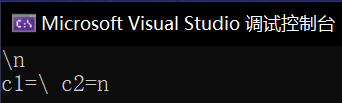 Microsoft Visual Studio 调试控制台
\n
c1=\ c2=n